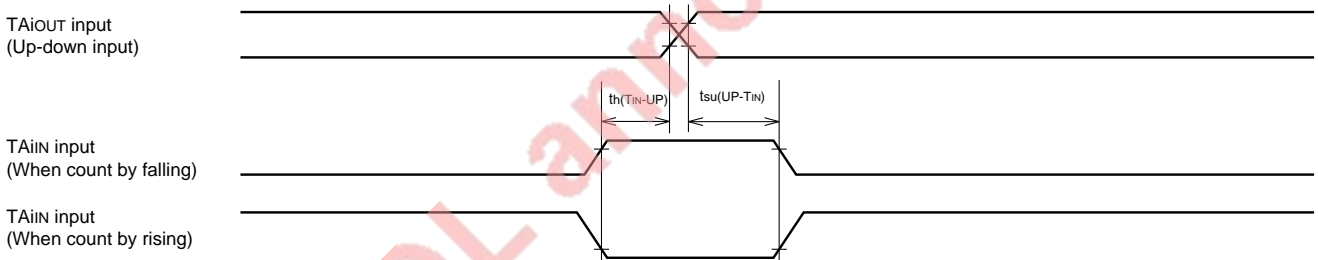 TAiOUT input
(Up-down input)
th(TIN-UP) tsu(UP-TIN)
TAiIN input
(When count by falling)
TAiIN input
(When count by rising)